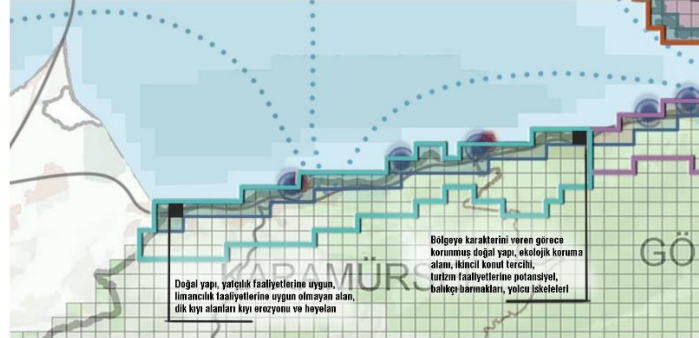 Bölgeye karakterini veren görece
korunmuş doğal yapı, ekolojik koruma
alanı, ikincil konut tercihi,
turizm faaliyetlerine potansiyel,
balıkçı barınakları, yolcu iskeleleri
GÖ
KARAMÜRS
Doğal yapı, yatçılık faaliyetlerine uygun,
limancılık faaliyetlerine uygun olmayan alan,
dik kıyı alanları kıyı erozyonu ve heyelan